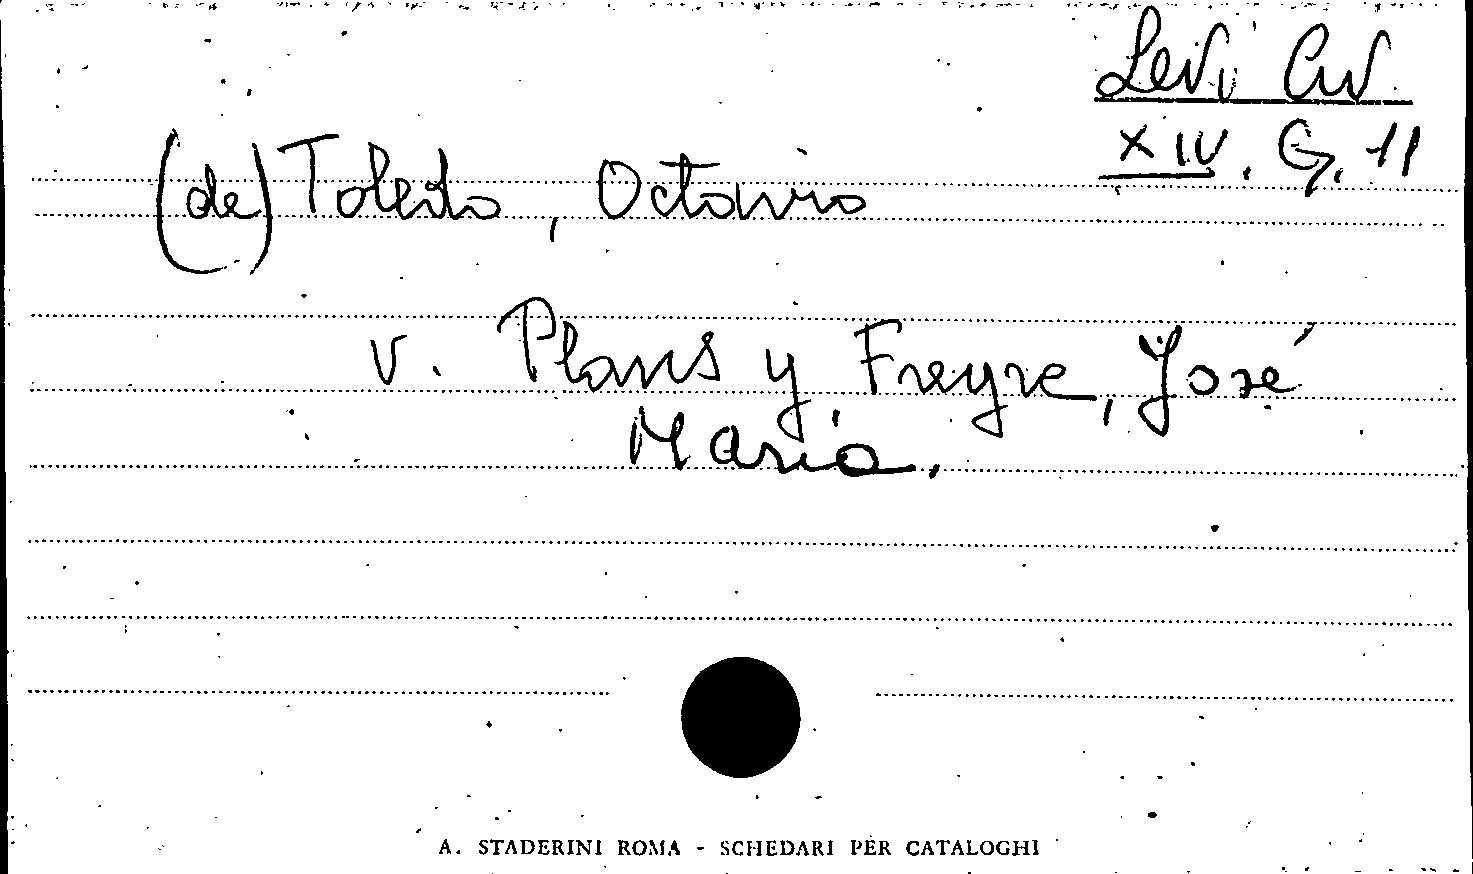 Levi Civ.
XIV. G. 11
(de) Toledo, Octavio
v. Plans y Freyre, José
María.
A. STADERINI ROMA - SCHEDARI PER CATALOGHI